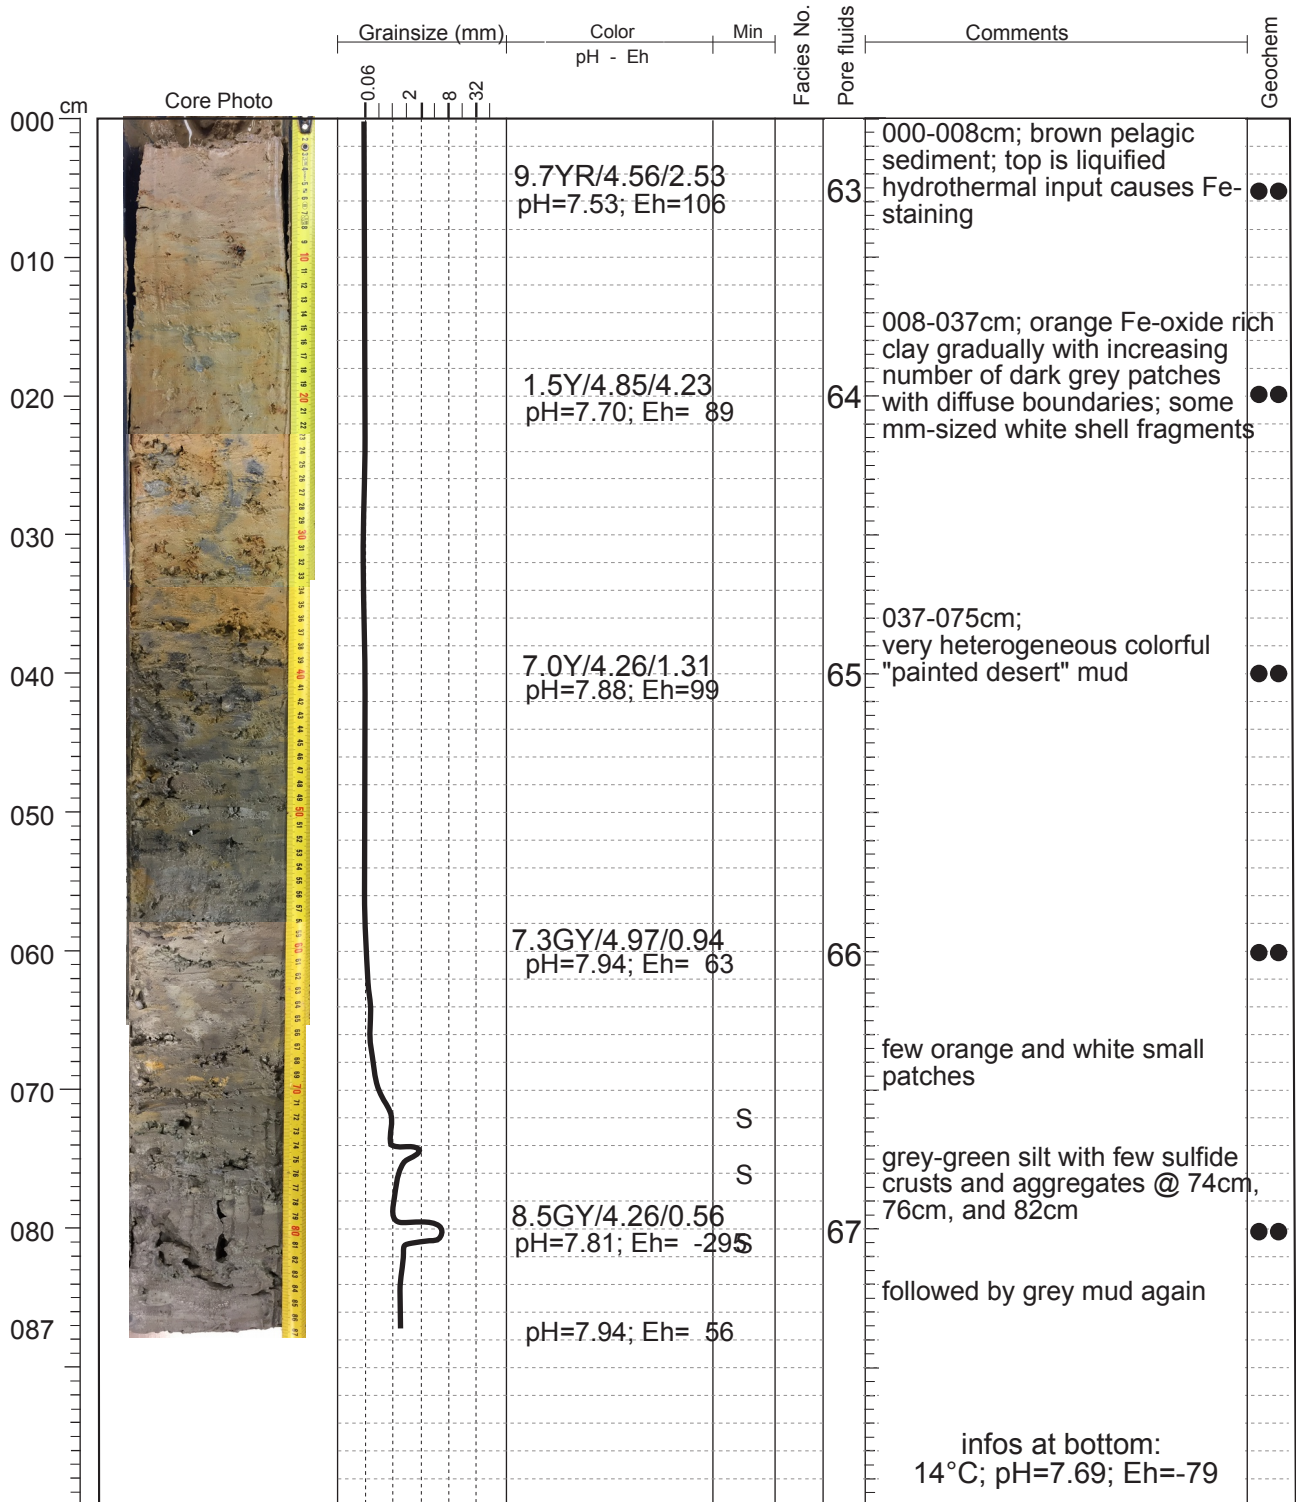 Grainsize (mm)
Color
Min
pH - Eh
Facies No.
Pore fluids
Comments
Geochem
cm
Core Photo
0.06
2
8
32
000
9.7YR/4.56/2.53
pH=7.53; Eh=106
63
000-008cm; brown pelagic
sediment; top is liquified
hydrothermal input causes Fe-
staining
010
008-037cm; orange Fe-oxide rich
clay gradually with increasing
number of dark grey patches
with diffuse boundaries; some
mm-sized white shell fragments
020
1.5Y/4.85/4.23
pH=7.70; Eh= 89
64
030
037-075cm;
very heterogeneous colorful
"painted desert" mud
040
7.0Y/4.26/1.31
pH=7.88; Eh=99
65
050
060
7.3GY/4.97/0.94
pH=7.94; Eh= 63
66
few orange and white small
patches
070
S
S
grey-green silt with few sulfide
crusts and aggregates @ 74cm,
76cm, and 82cm
080
8.5GY/4.26/0.56
pH=7.81; Eh= -295
S
67
followed by grey mud again
087
pH=7.94; Eh= 56
infos at bottom:
14°C; pH=7.69; Eh=-79